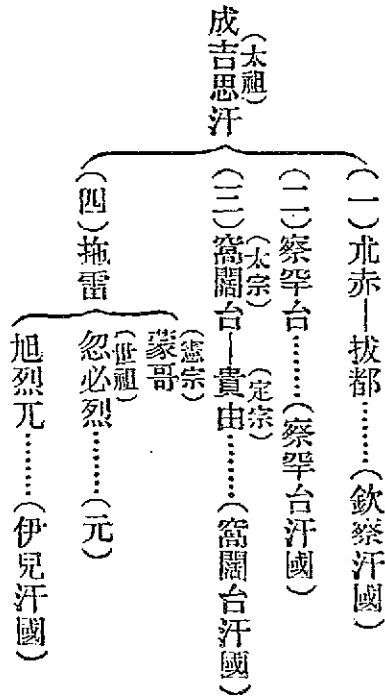 (太祖)
成吉思汗
(一)朮赤—拔都………(欽察汗國)
(二)察罕台………(察罕台汗國)
(太宗) (定宗)
(三)窩闊台—貴由………(窩闊台汗國)
(四)拖雷
(憲宗)
蒙哥
(世祖)
忽必烈………(元)
旭烈兀………(伊兒汗國)